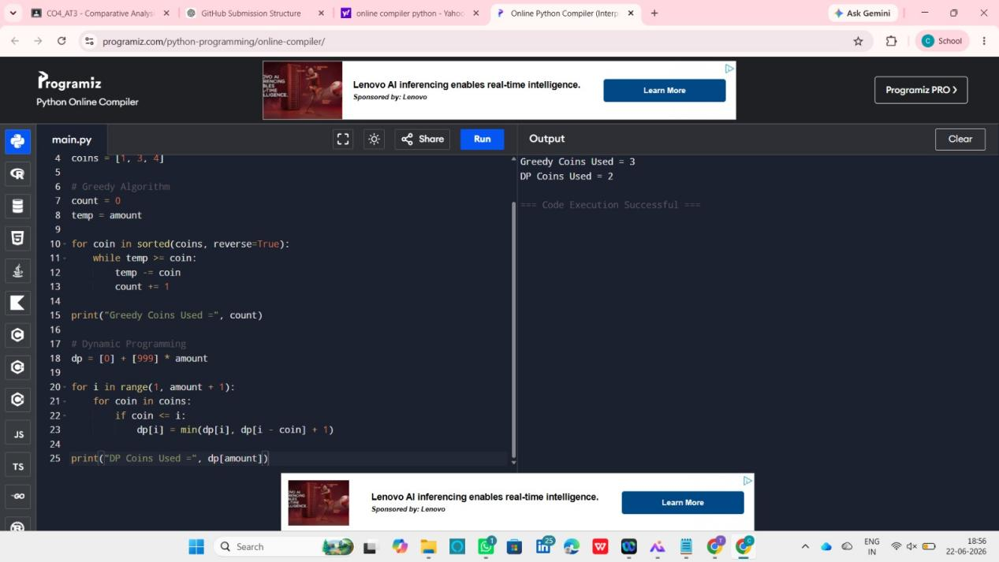 CO4_AT3 - Comparative Analys
GitHub Submission Structure
online compiler python - Yahoo
Online Python Compiler (Interp
Ask Gemini
programiz.com/python-programming/online-compiler/
School
Programiz
Python Online Compiler
Lenovo AI inferencing enables real-time intelligence.
Sponsored by: Lenovo
Learn More
Programiz PRO
main.py
Share
Run
Output
Clear
4 coins = [1, 3, 4]
5
6 # Greedy Algorithm
7 count = 0
8 temp = amount
9
10 for coin in sorted(coins, reverse=True):
11     while temp >= coin:
12         temp -= coin
13         count += 1
14
15 print("Greedy Coins Used =", count)
16
17 # Dynamic Programming
18 dp = [0] + [999] * amount
19
20 for i in range(1, amount + 1):
21     for coin in coins:
22         if coin <= i:
23             dp[i] = min(dp[i], dp[i - coin] + 1)
24
25 print("DP Coins Used =", dp[amount])
Greedy Coins Used = 3
DP Coins Used = 2
=== Code Execution Successful ===
JS
TS
GO
Lenovo AI inferencing enables real-time intelligence.
Sponsored by: Lenovo
Learn More
Search
1
25
ENG
IN
18:56
22-06-2026